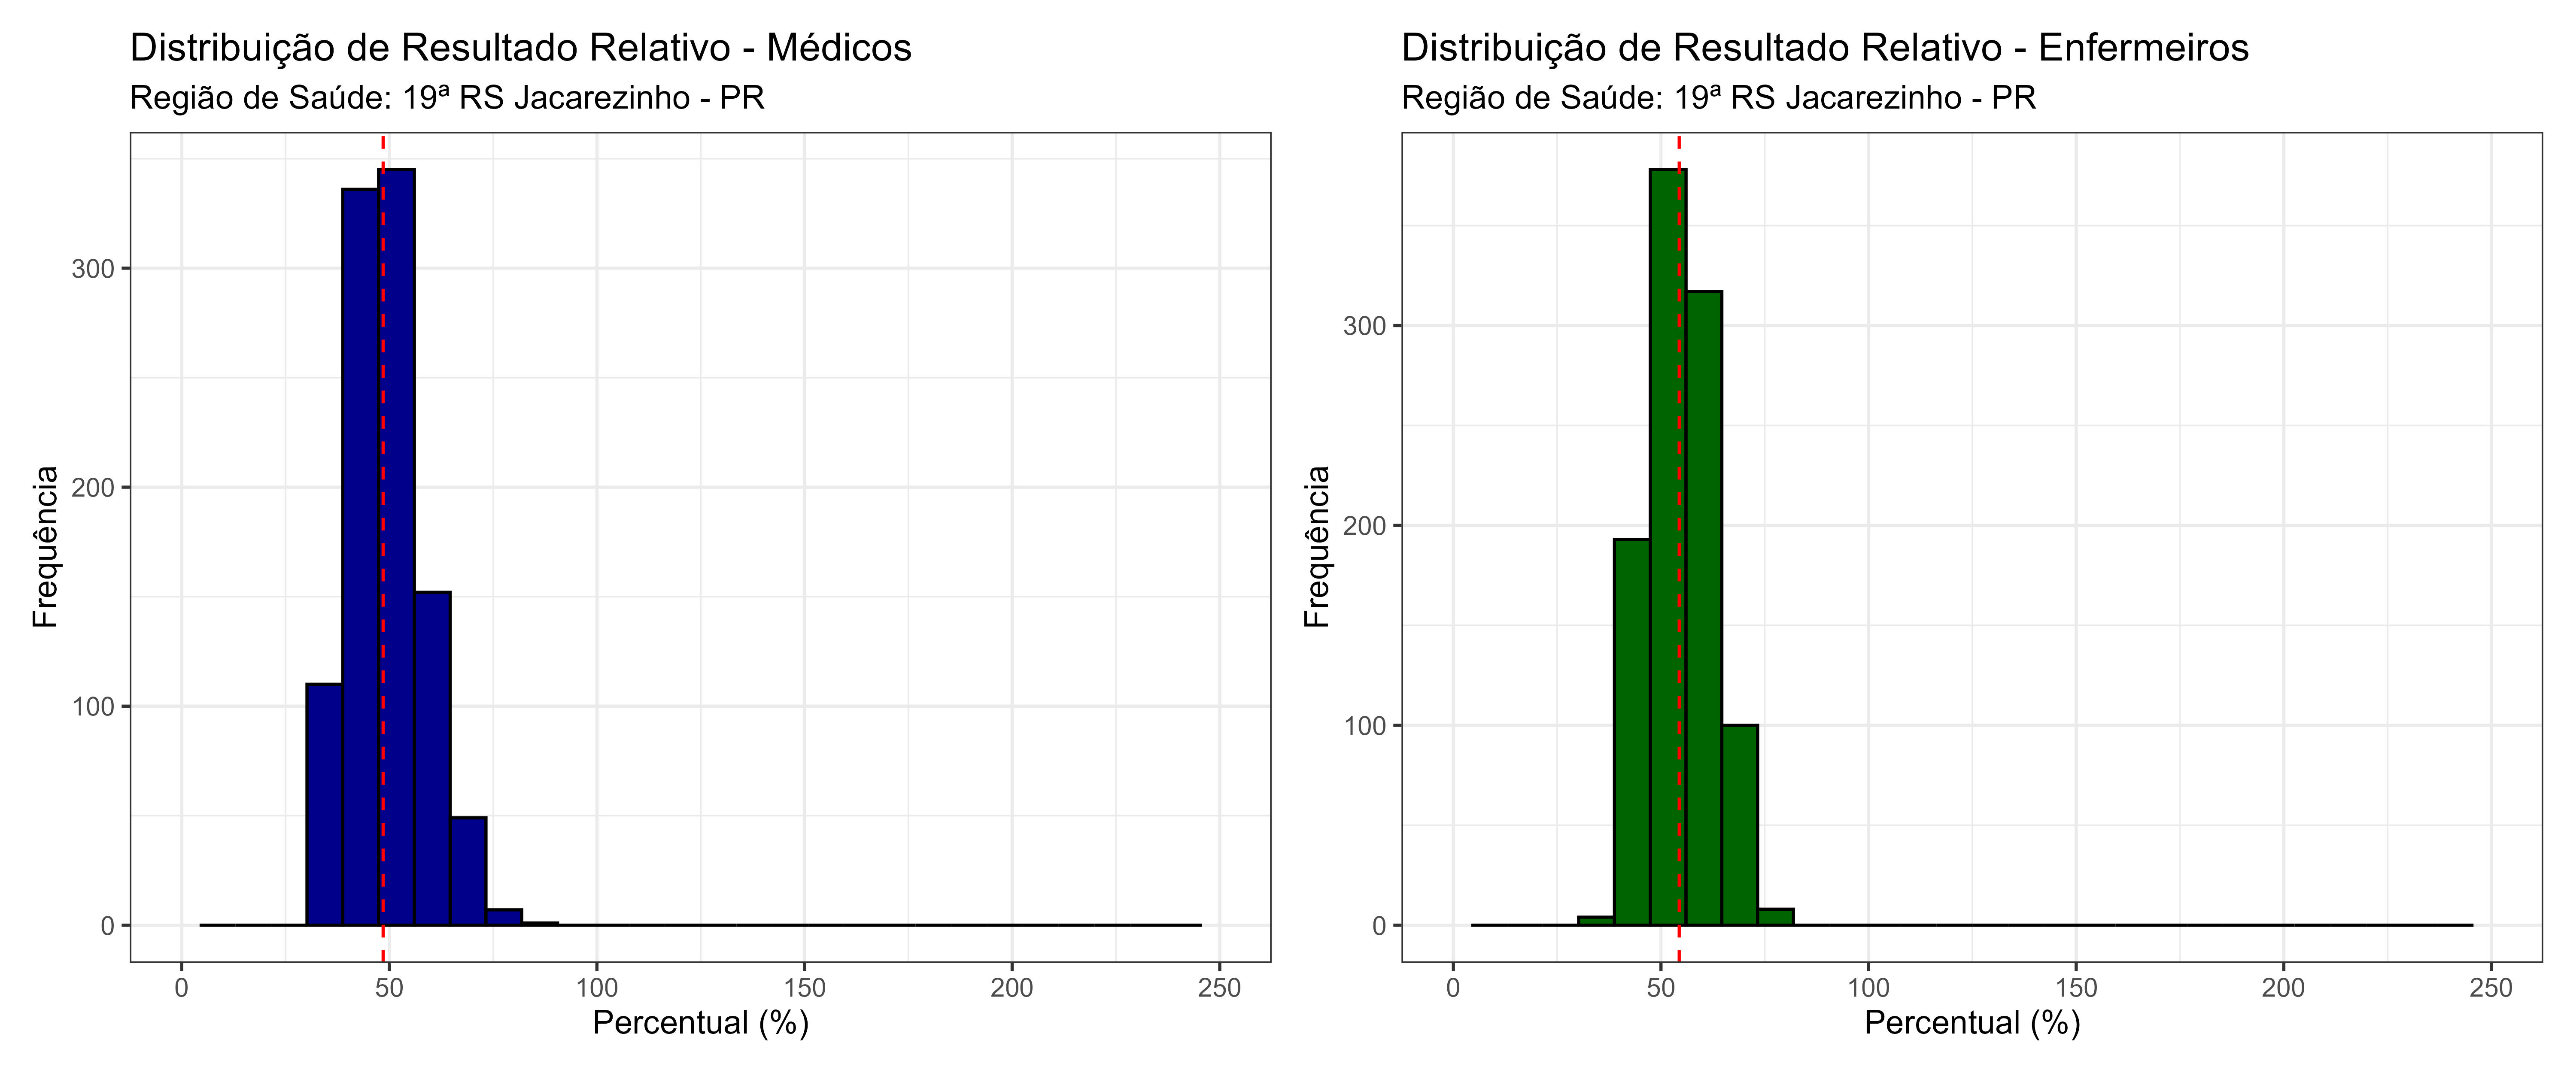 Distribuição de Resultado Relativo - Médicos
Região de Saúde: 19ª RS Jacarezinho - PR
Frequência
300
200
100
0
0 50 100 150 200 250
Percentual (%)
Distribuição de Resultado Relativo - Enfermeiros
Região de Saúde: 19ª RS Jacarezinho - PR
Frequência
300
200
100
0
0 50 100 150 200 250
Percentual (%)